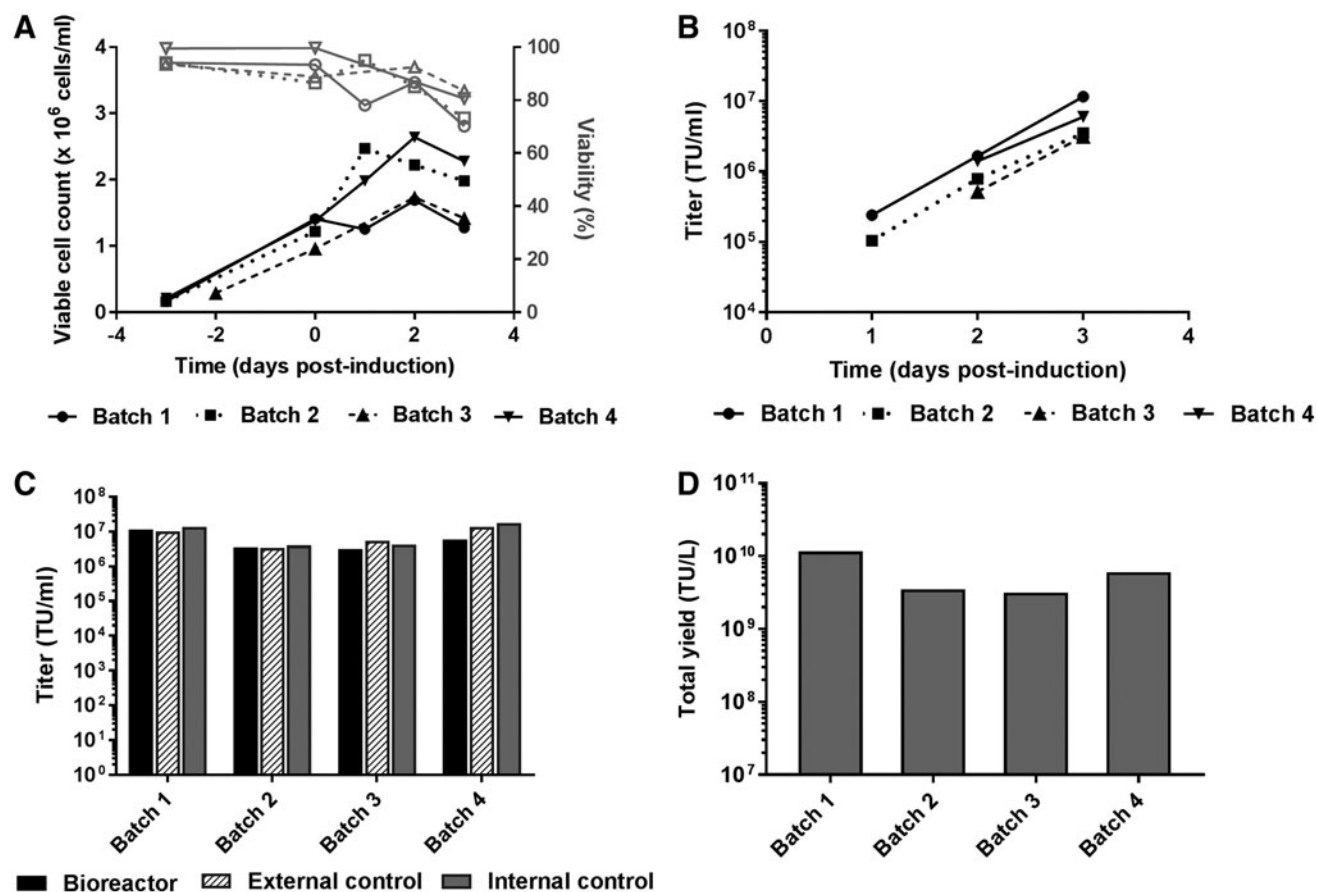 A
Viable cell count (x 10⁶ cells/ml)
4
3
2
1
0
100
80
60
40
20
0
Viability (%)
-4 -2 0 2 4
Time (days post-induction)
Batch 1 Batch 2 Batch 3 Batch 4
B
Titer (TU/ml)
10⁸
10⁷
10⁶
10⁵
10⁴
0 1 2 3 4
Time (days post-induction)
Batch 1 Batch 2 Batch 3 Batch 4
C
Titer (TU/ml)
10⁸
10⁷
10⁶
10⁵
10⁴
10³
10²
10¹
10⁰
Batch 1 Batch 2 Batch 3 Batch 4
Bioreactor External control Internal control
D
Total yield (TU/L)
10¹¹
10¹⁰
10⁹
10⁸
10⁷
Batch 1 Batch 2 Batch 3 Batch 4